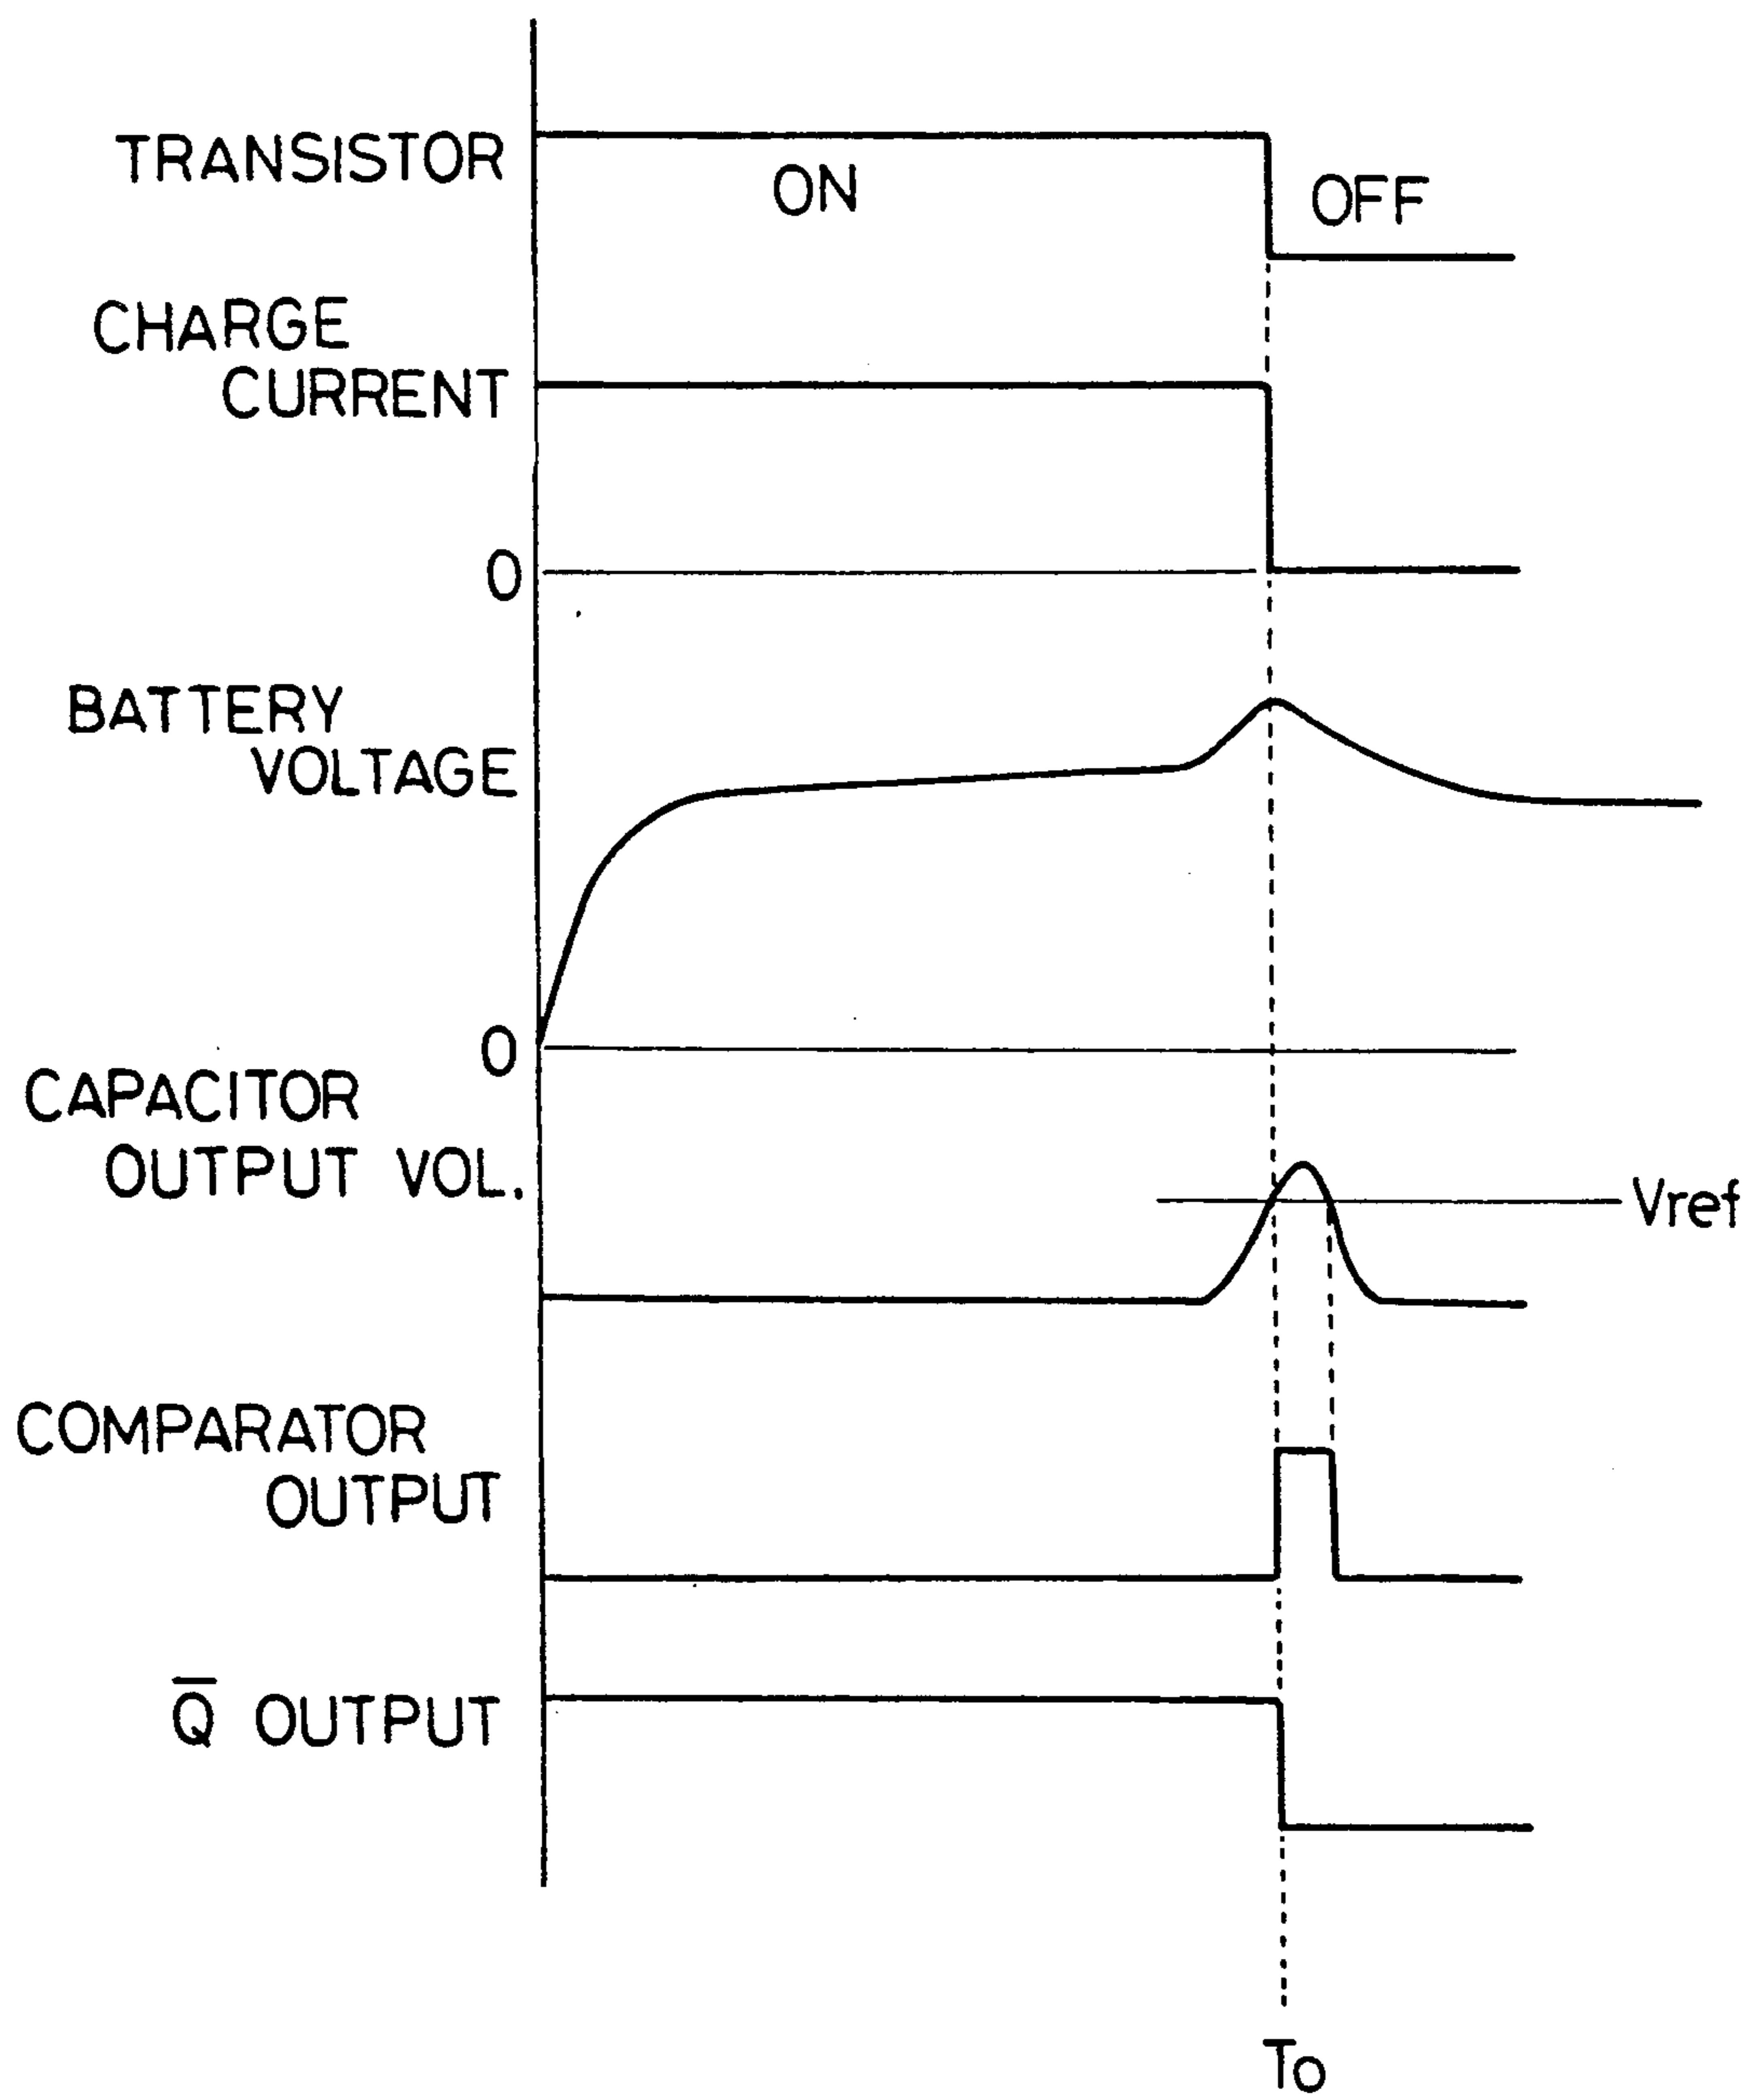 TRANSISTOR
ON
OFF
CHARGE
CURRENT
0
BATTERY
VOLTAGE
0
CAPACITOR
OUTPUT VOL.
Vref
COMPARATOR
OUTPUT
Q̅ OUTPUT
To